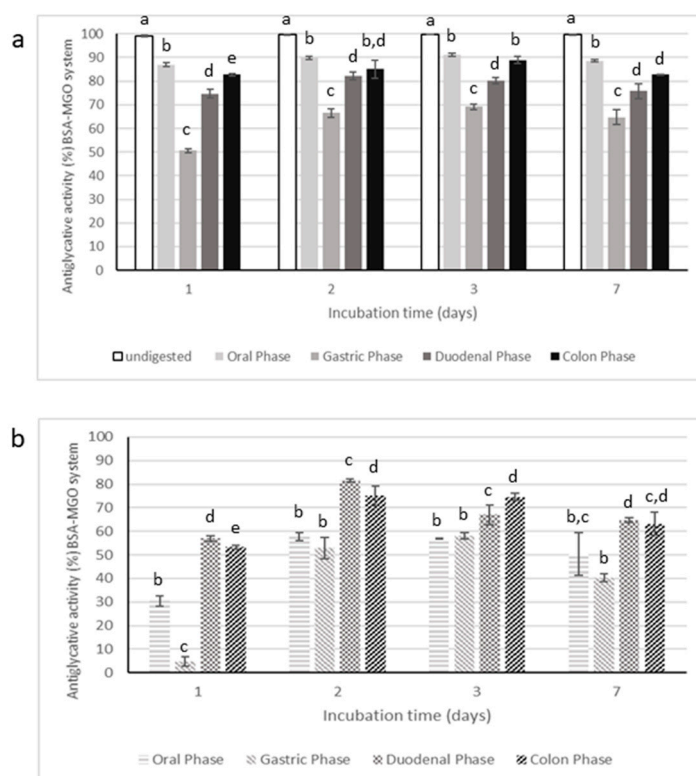 a
Antiglycative activity (%) BSA-MGO system
100
90
80
70
60
50
40
30
20
10
0
a b c d e
a b c d b,d
a b c d b
a b c d d
1 2 3 7
Incubation time (days)
undigested Oral Phase Gastric Phase Duodenal Phase Colon Phase
b
Antiglycative activity (%) BSA-MGO system
100
90
80
70
60
50
40
30
20
10
0
b c d e
b b c d
b b c d
b,c b d c,d
1 2 3 7
Incubation time (days)
Oral Phase Gastric Phase Duodenal Phase Colon Phase